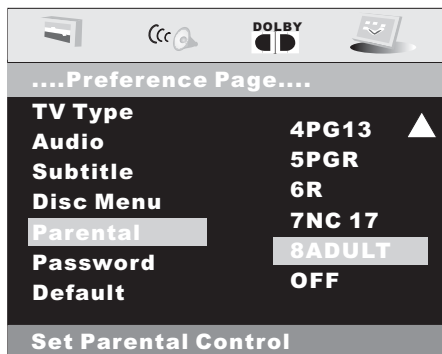 DOLBY
....Preference Page....
TV Type
Audio
Subtitle
Disc Menu
Parental
Password
Default
4PG13
5PGR
6R
7NC 17
8ADULT
OFF
Set Parental Control